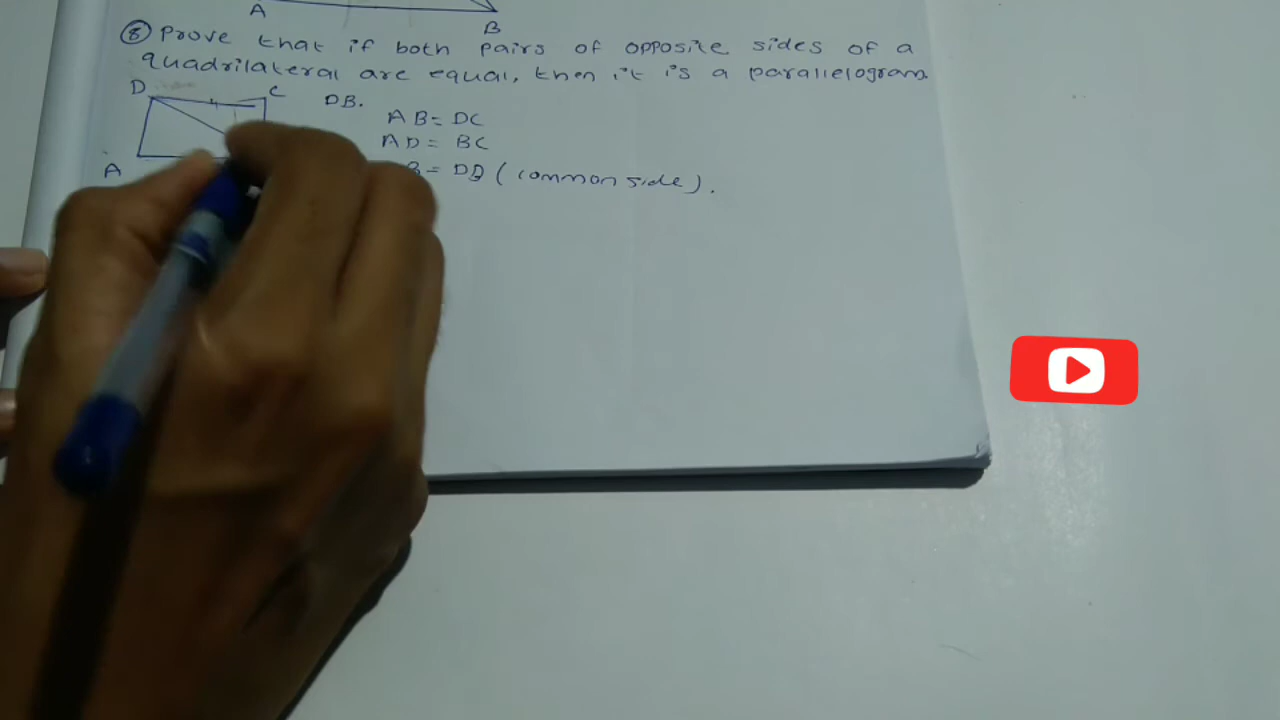 A
B
⑧ Prove that if both pairs of opposite sides of a
quadrilateral are equal, then it is a parallelogram
D C DB.
AB = DC
AD = BC
A B = DB (common side).